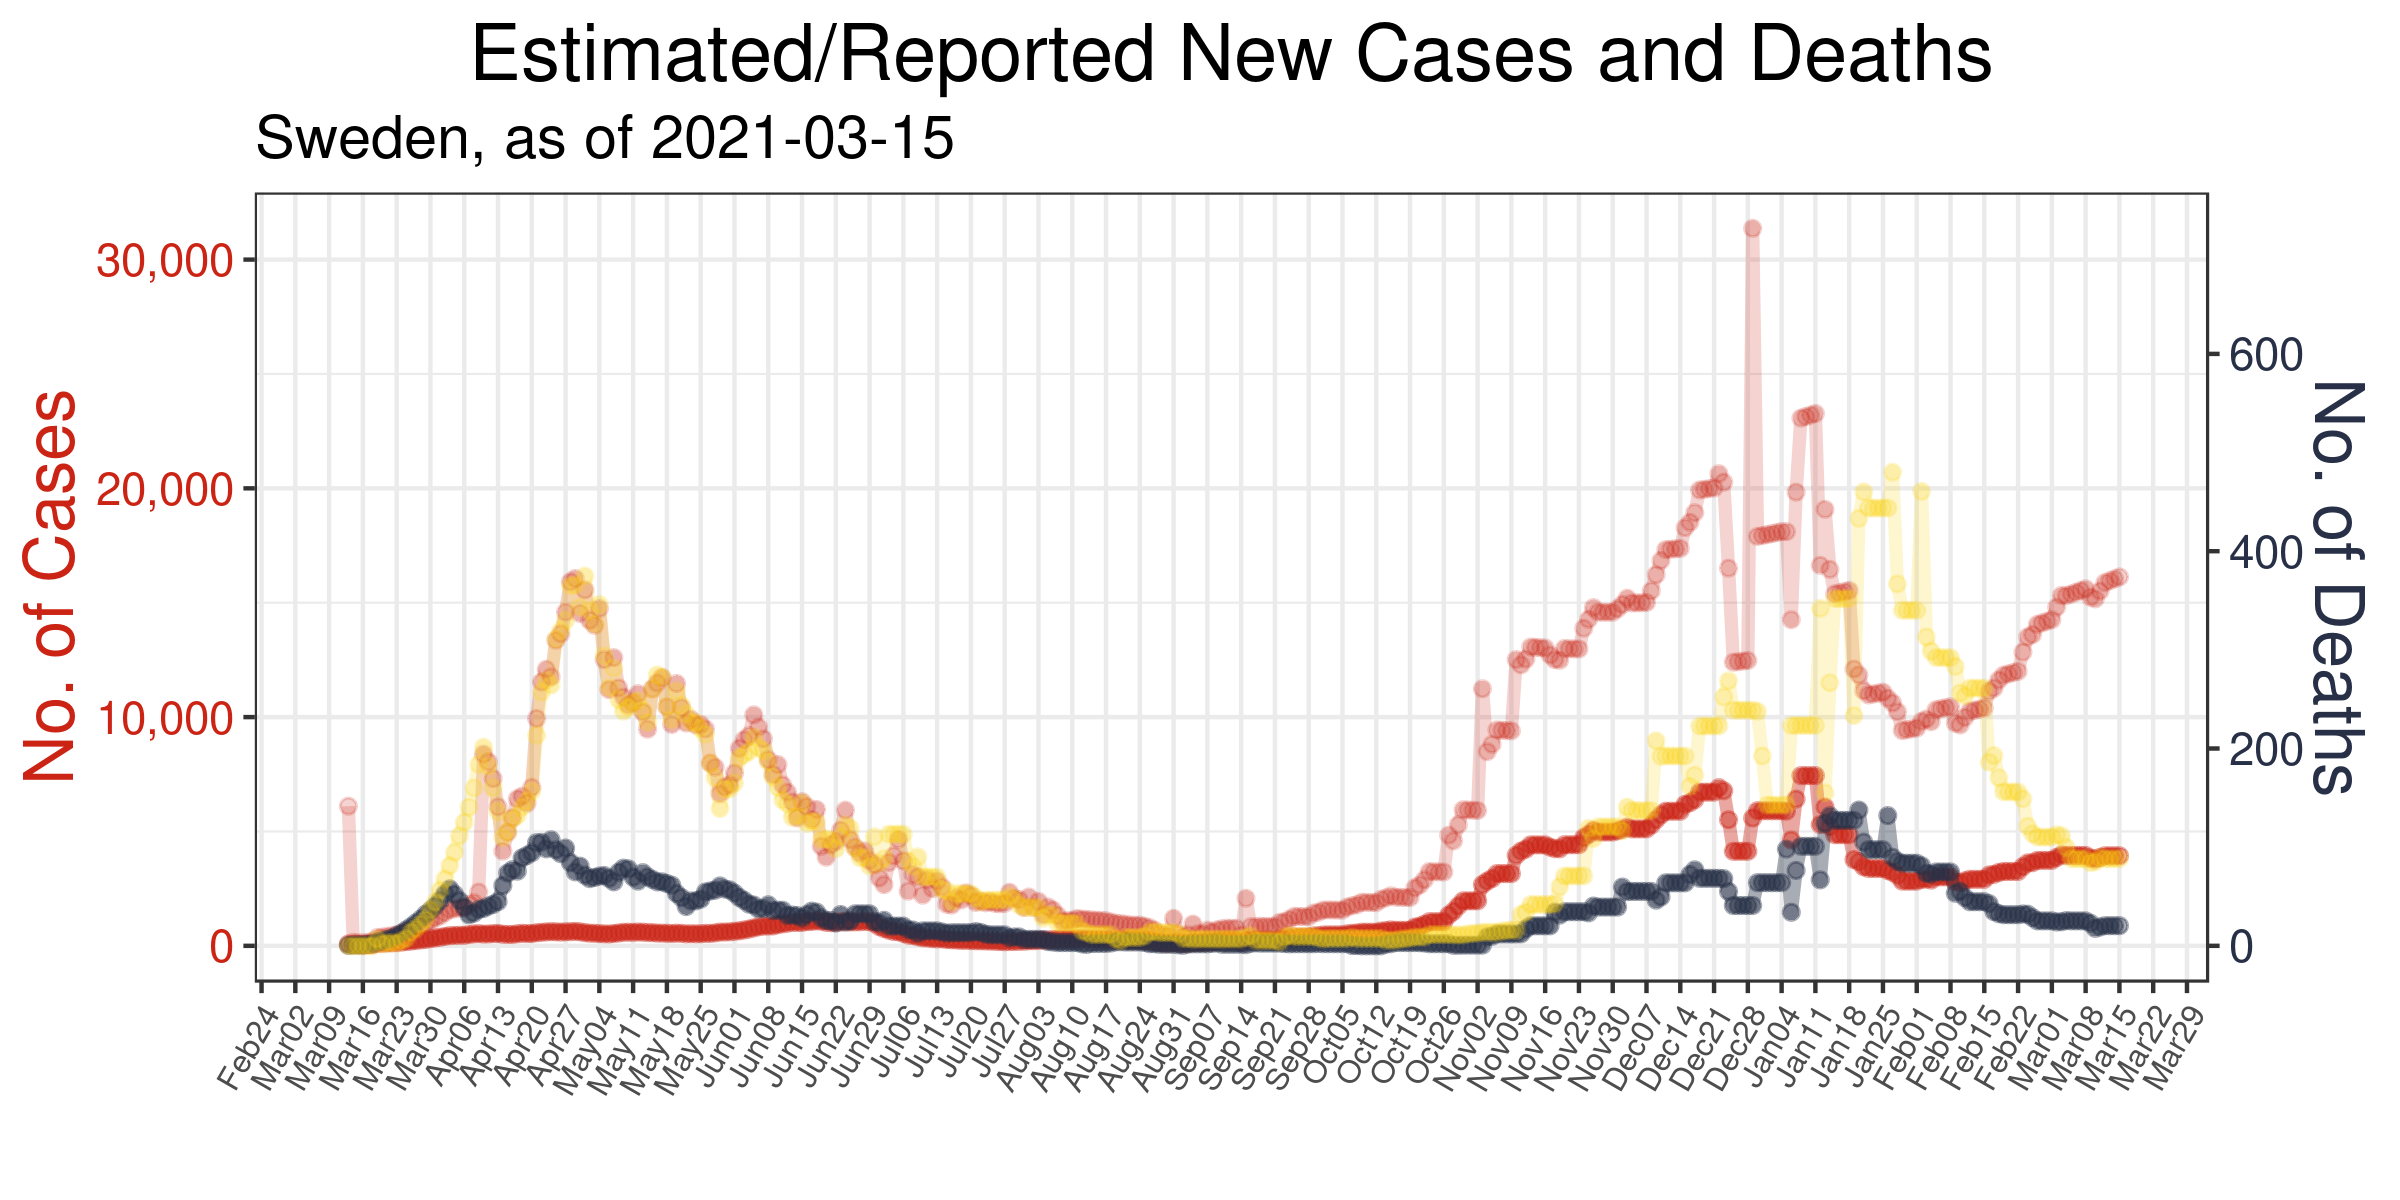 Estimated/Reported New Cases and Deaths
Sweden, as of 2021-03-15
No. of Cases
30,000
20,000
10,000
0
600
400
200
0
No. of Deaths
Feb24
Mar02
Mar09
Mar16
Mar23
Mar30
Apr06
Apr13
Apr20
Apr27
May04
May11
May18
May25
Jun01
Jun08
Jun15
Jun22
Jun29
Jul06
Jul13
Jul20
Jul27
Aug03
Aug10
Aug17
Aug24
Aug31
Sep07
Sep14
Sep21
Sep28
Oct05
Oct12
Oct19
Oct26
Nov02
Nov09
Nov16
Nov23
Nov30
Dec07
Dec14
Dec21
Dec28
Jan04
Jan11
Jan18
Jan25
Feb01
Feb08
Feb15
Feb22
Mar01
Mar08
Mar15
Mar22
Mar29